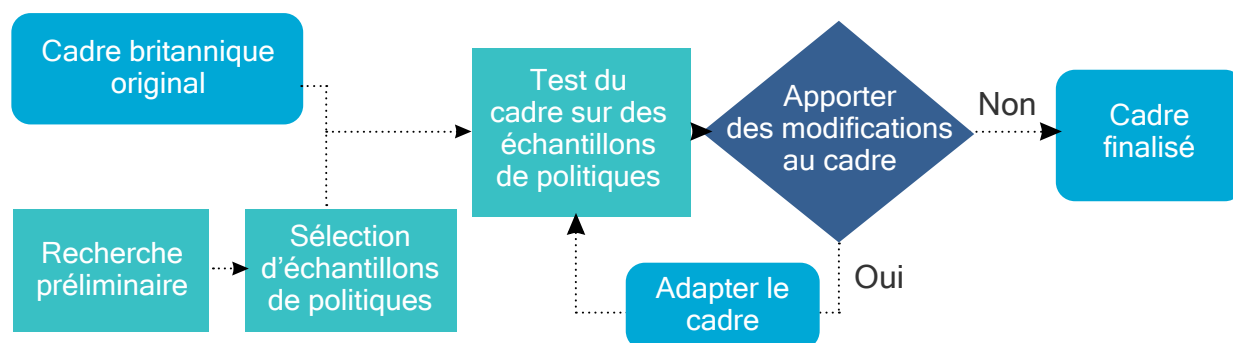 Cadre britannique
original
Recherche
préliminaire
Sélection
d'échantillons
de politiques
Test du
cadre sur des
échantillons
de politiques
Apporter
des modifications
au cadre
Non
Cadre
finalisé
Oui
Adapter le
cadre